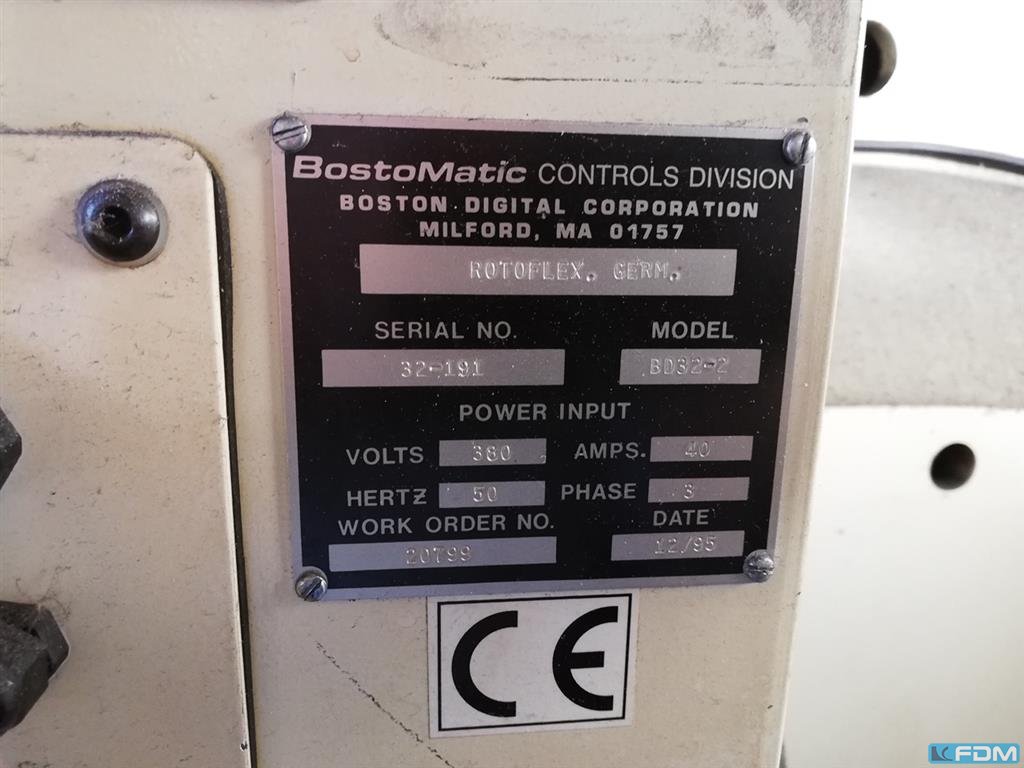 BostoMatic CONTROLS DIVISION
BOSTON DIGITAL CORPORATION
MILFORD, MA 01757
ROTOFLEX. GERM.
SERIAL NO. MODEL
32-191 BD32-2
POWER INPUT
VOLTS 380 AMPS. 40
HERTZ 50 PHASE 3
WORK ORDER NO. DATE
20799 12/95
CE
FDM